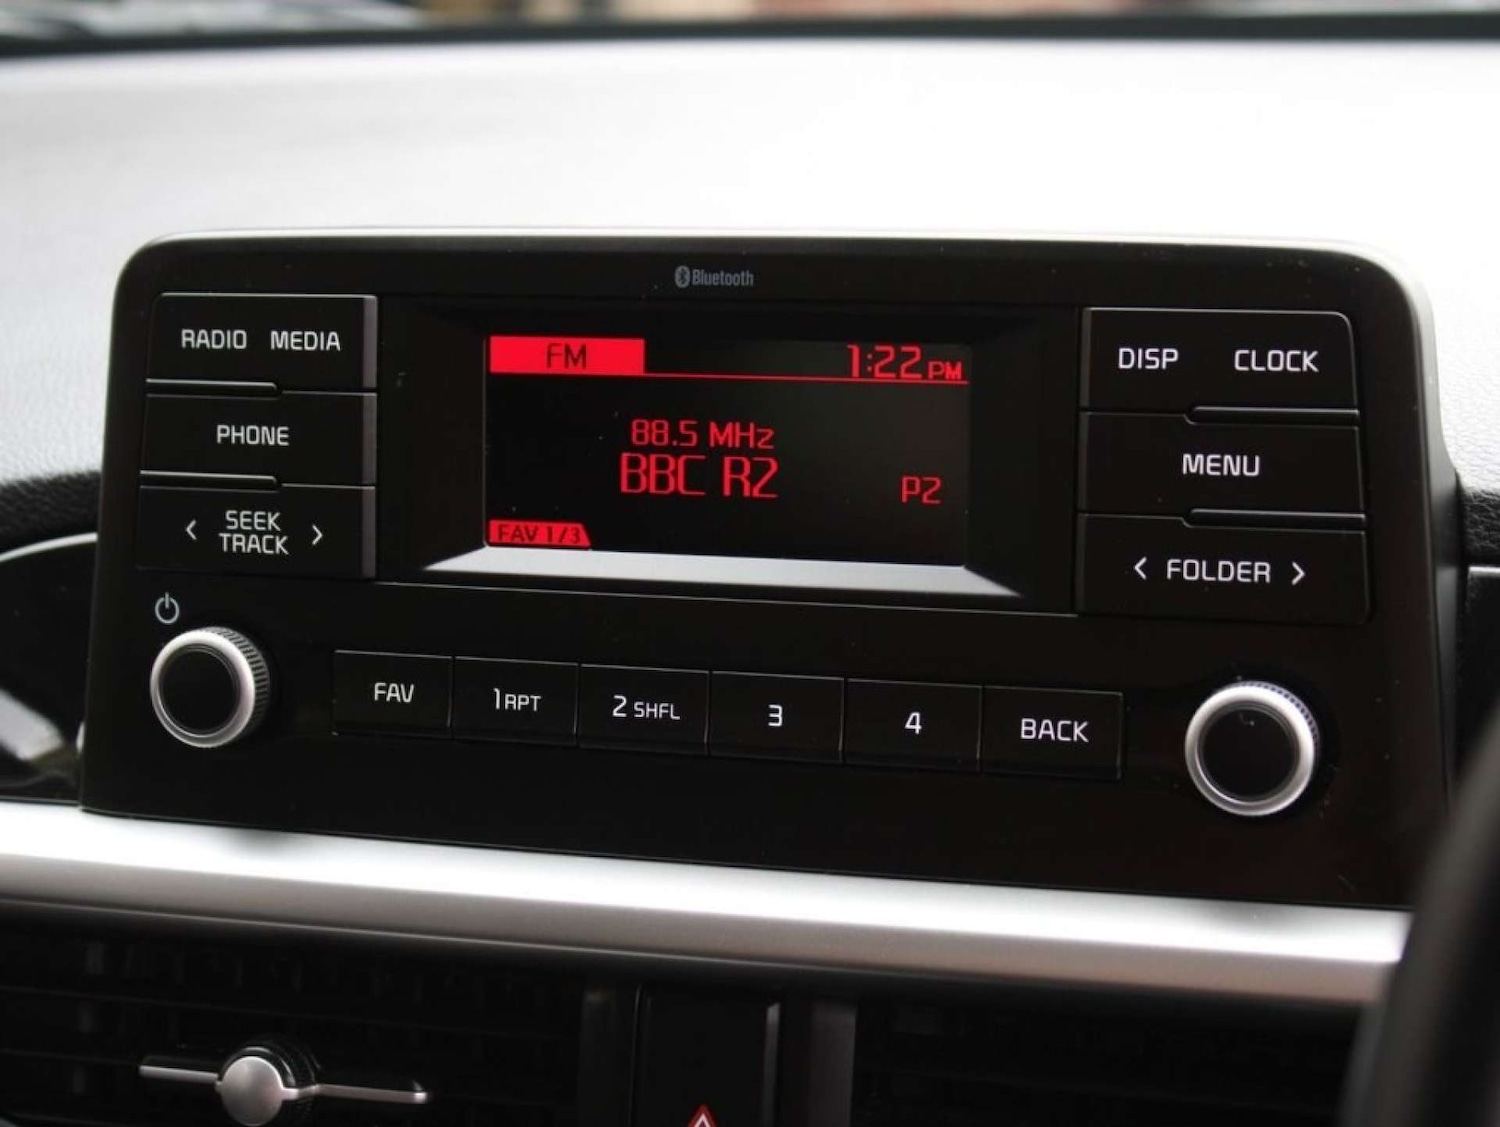 Bluetooth
RADIO MEDIA
PHONE
< SEEK TRACK >
FM 1:22PM
88.5 MHz
BBC R2
P2
FAV 1/3
DISP CLOCK
MENU
< FOLDER >
FAV 1RPT 2SHFL 3 4 BACK